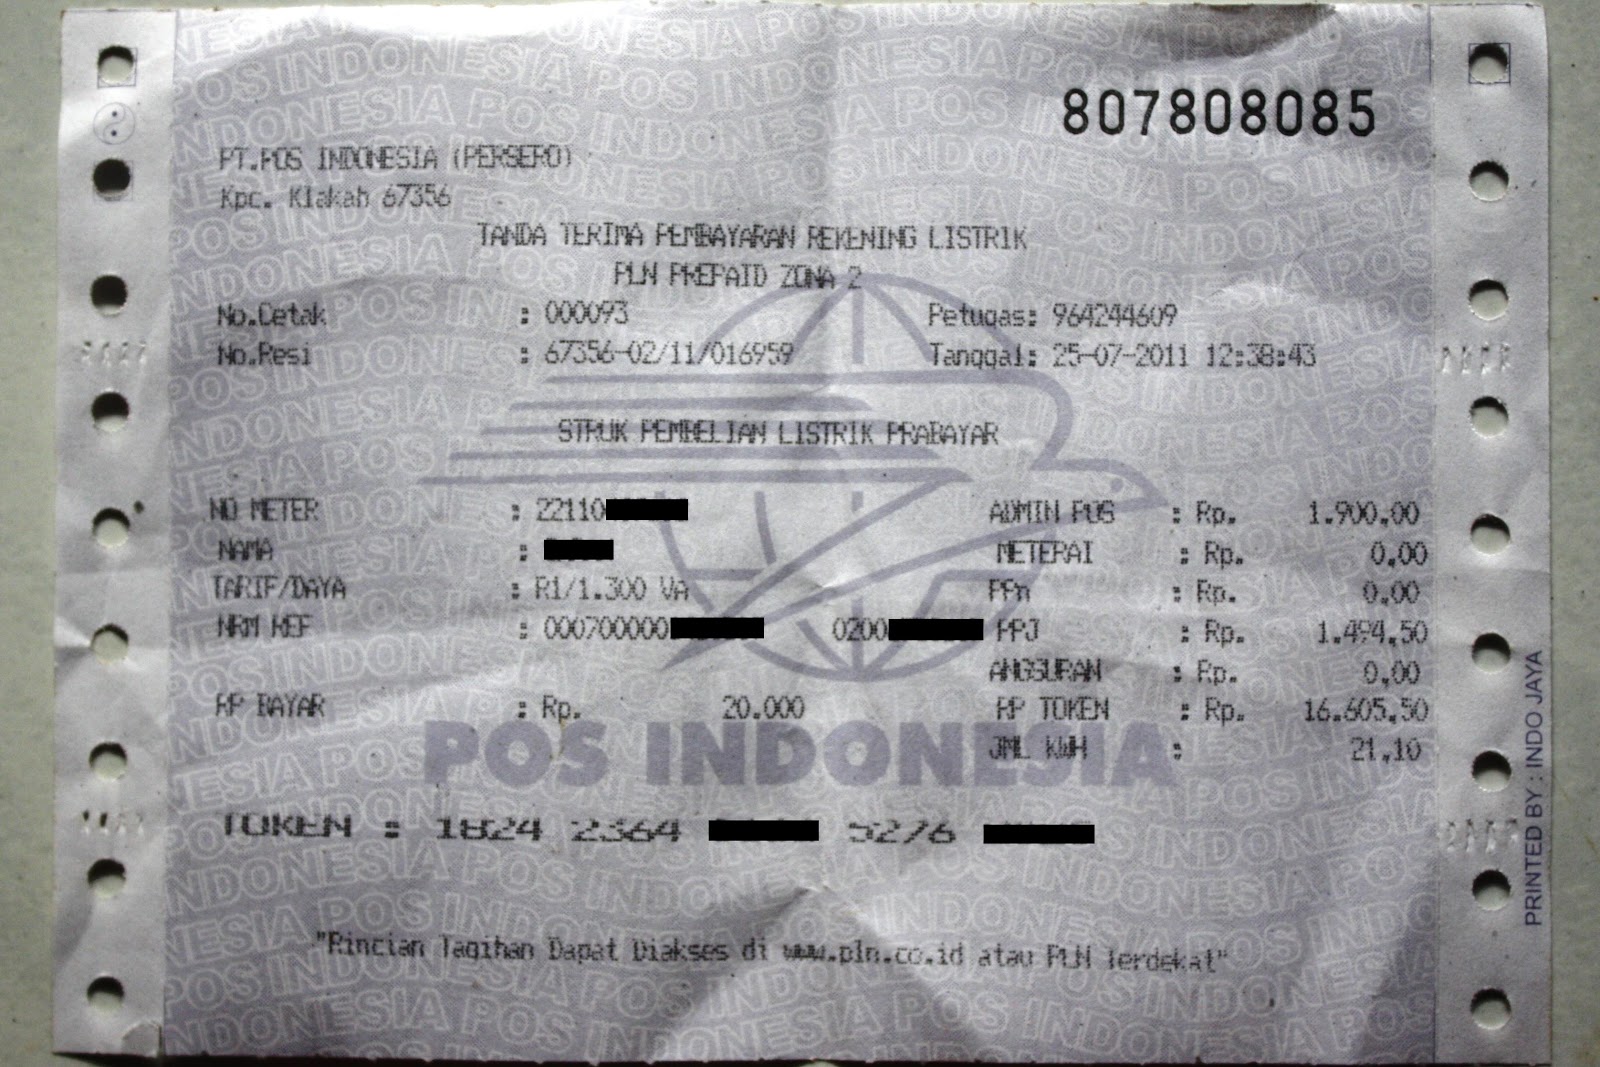 807808085
PT.POS INDONESIA (PERSERO)
Kpc. Klakah 67356
TANDA TERIMA PEMBAYARAN REKENING LISTRIK
PLN PREPAID ZONA 2
No.Cetak : 000093 Petugas: 964244609
No.Resi : 67356-02/11/016959 Tanggal: 25-07-2011 12:38:43
STRUK PEMBELIAN LISTRIK PRABAYAR
NO METER : 22110 ADMIN POS : Rp. 1.900,00
NAMA : METERAI : Rp. 0,00
TARIF/DAYA : R1/1.300 VA PPn : Rp. 0,00
NRM REF : 000700000 0200 PPJ : Rp. 1.494,50
ANGSURAN : Rp. 0,00
RP BAYAR : Rp. 20.000 RP TOKEN : Rp. 16.605,50
JML KWH : 21,10
POS INDONESIA
TOKEN : 1824 2364 5276
"Rincian Tagihan Dapat Diakses di www.pln.co.id atau PLN Terdekat"
PRINTED BY : INDO JAYA